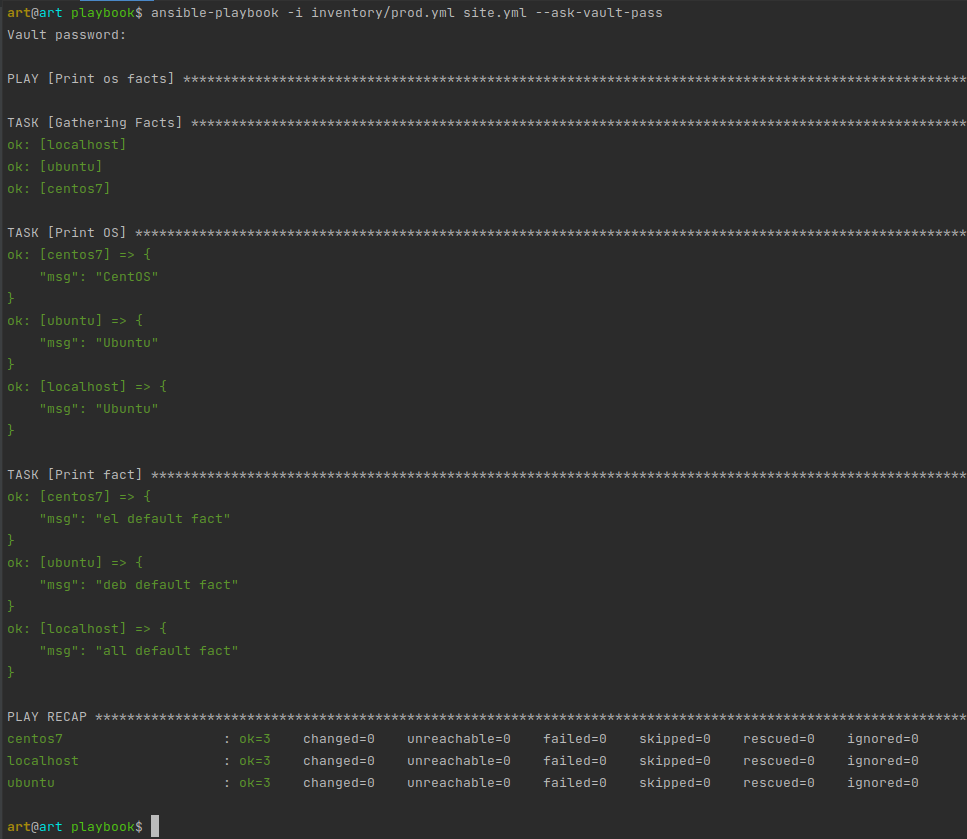 art@art playbook$ ansible-playbook -i inventory/prod.yml site.yml --ask-vault-pass
Vault password:
PLAY [Print os facts] **************************************************************************************************
TASK [Gathering Facts] *************************************************************************************************
ok: [localhost]
ok: [ubuntu]
ok: [centos7]
TASK [Print OS] ********************************************************************************************************
ok: [centos7] => {
    "msg": "CentOS"
}
ok: [ubuntu] => {
    "msg": "Ubuntu"
}
ok: [localhost] => {
    "msg": "Ubuntu"
}
TASK [Print fact] ******************************************************************************************************
ok: [centos7] => {
    "msg": "el default fact"
}
ok: [ubuntu] => {
    "msg": "deb default fact"
}
ok: [localhost] => {
    "msg": "all default fact"
}
PLAY RECAP *************************************************************************************************************
centos7                    : ok=3    changed=0    unreachable=0    failed=0    skipped=0    rescued=0    ignored=0
localhost                  : ok=3    changed=0    unreachable=0    failed=0    skipped=0    rescued=0    ignored=0
ubuntu                     : ok=3    changed=0    unreachable=0    failed=0    skipped=0    rescued=0    ignored=0
art@art playbook$